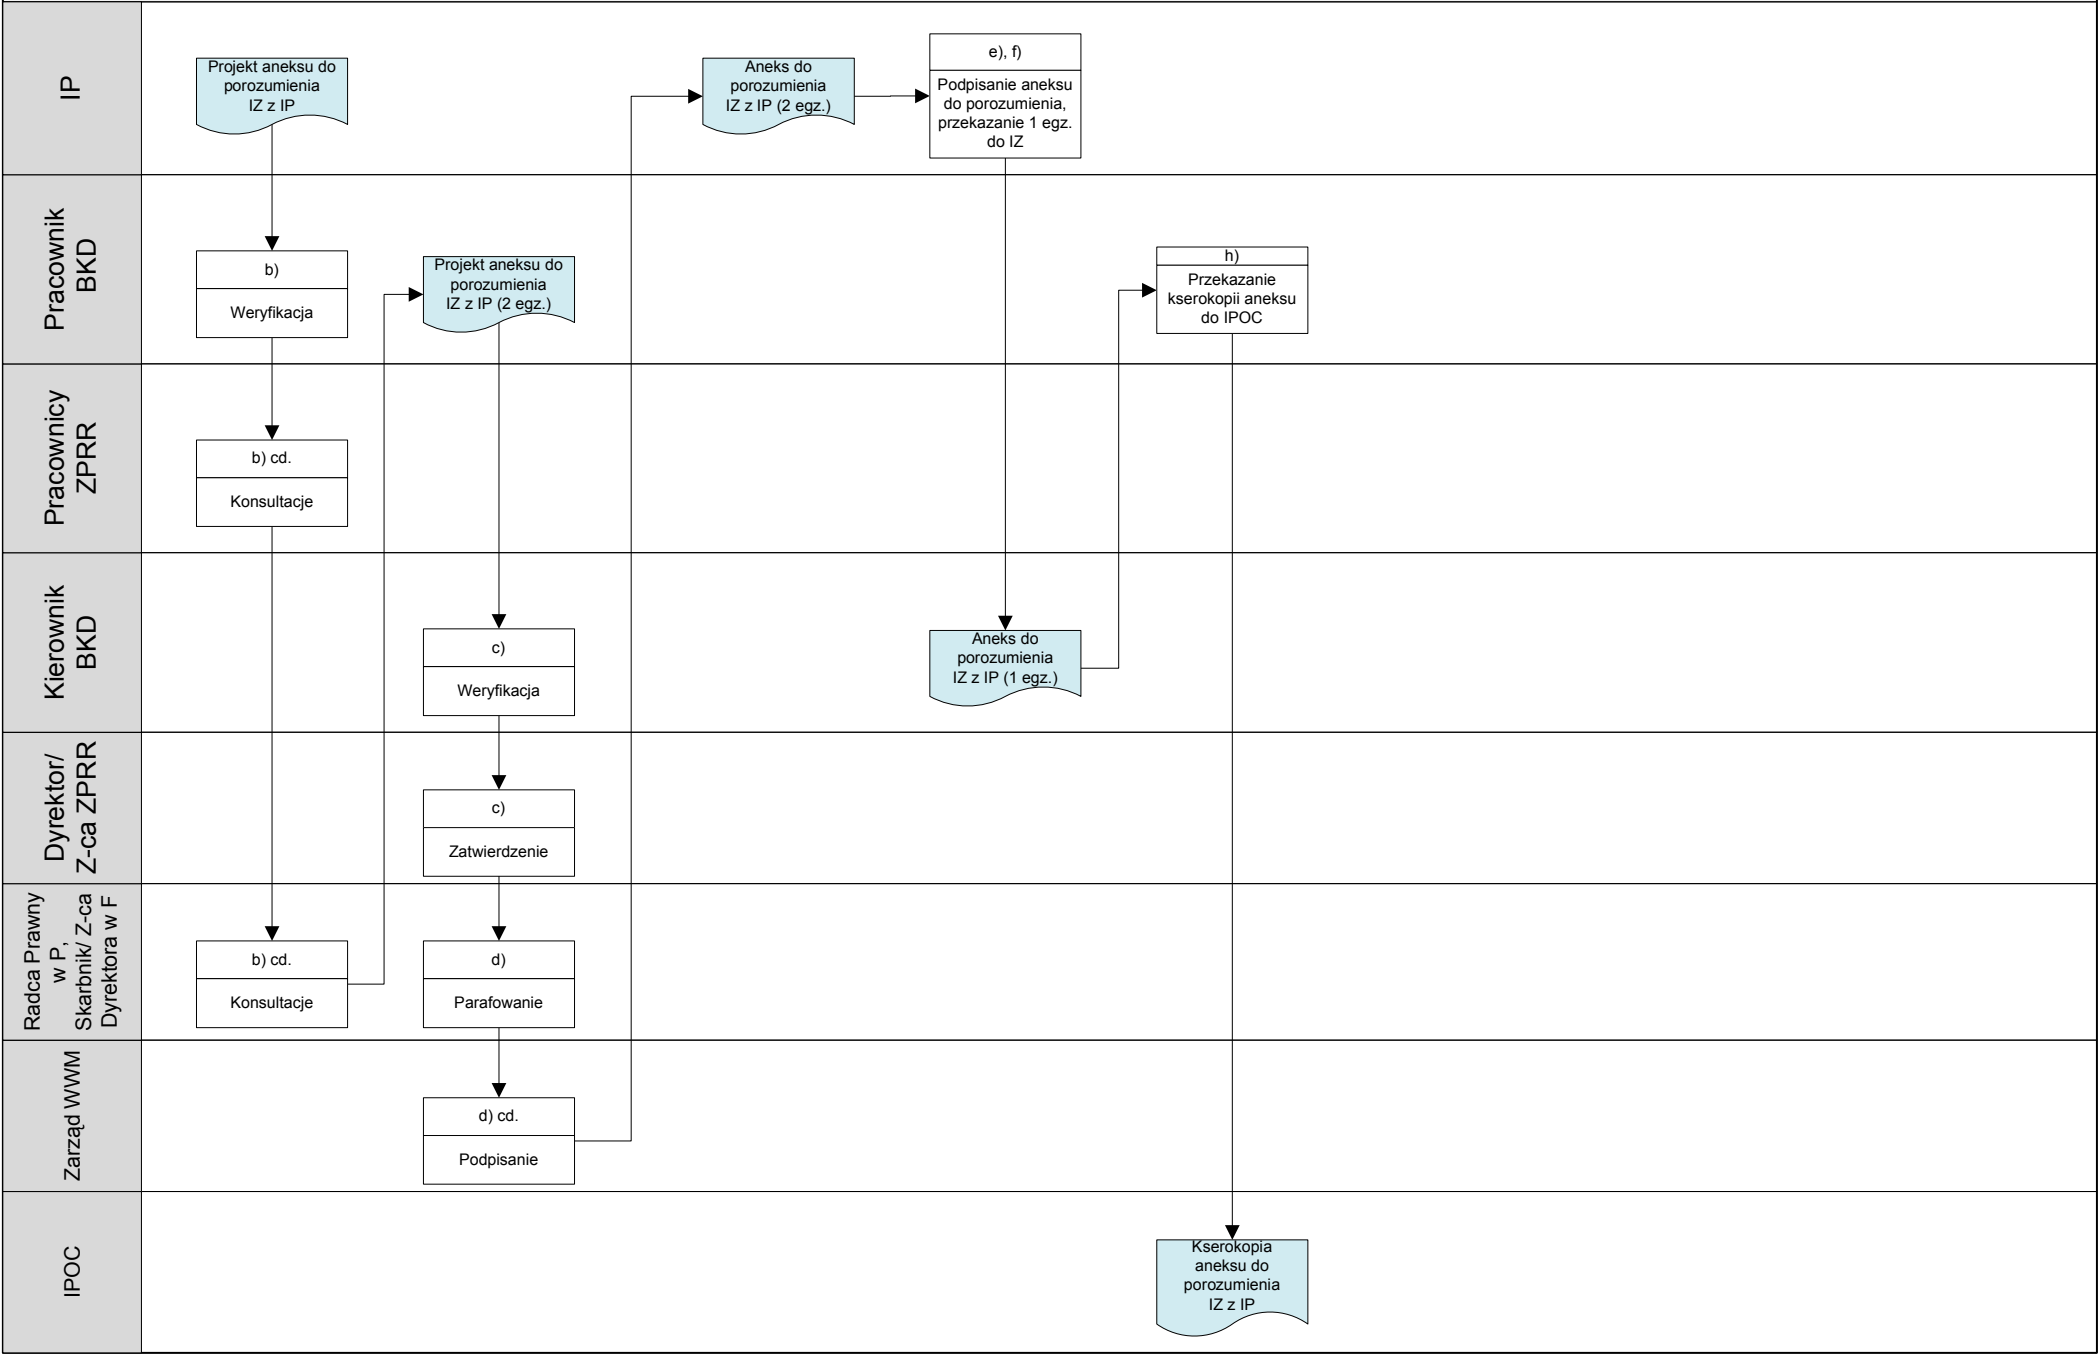 IP
Projekt aneksu do
porozumienia
IZ z IP
Aneks do
porozumienia
IZ z IP (2 egz.)
e), f)
Podpisanie aneksu
do porozumienia,
przekazanie 1 egz.
do IZ
Pracownik
BKD
b)
Weryfikacja
Projekt aneksu do
porozumienia
IZ z IP (2 egz.)
h)
Przekazanie
kserokopii aneksu
do IPOC
Pracownicy
ZPRR
b) cd.
Konsultacje
Kierownik
BKD
c)
Weryfikacja
Aneks do
porozumienia
IZ z IP (1 egz.)
Dyrektor/
Z-ca ZPRR
c)
Zatwierdzenie
Radca Prawny
w P,
Skarbnik/ Z-ca
Dyrektora w F
b) cd.
Konsultacje
d)
Parafowanie
Zarząd WWM
d) cd.
Podpisanie
IPOC
Kserokopia
aneksu do
porozumienia
IZ z IP